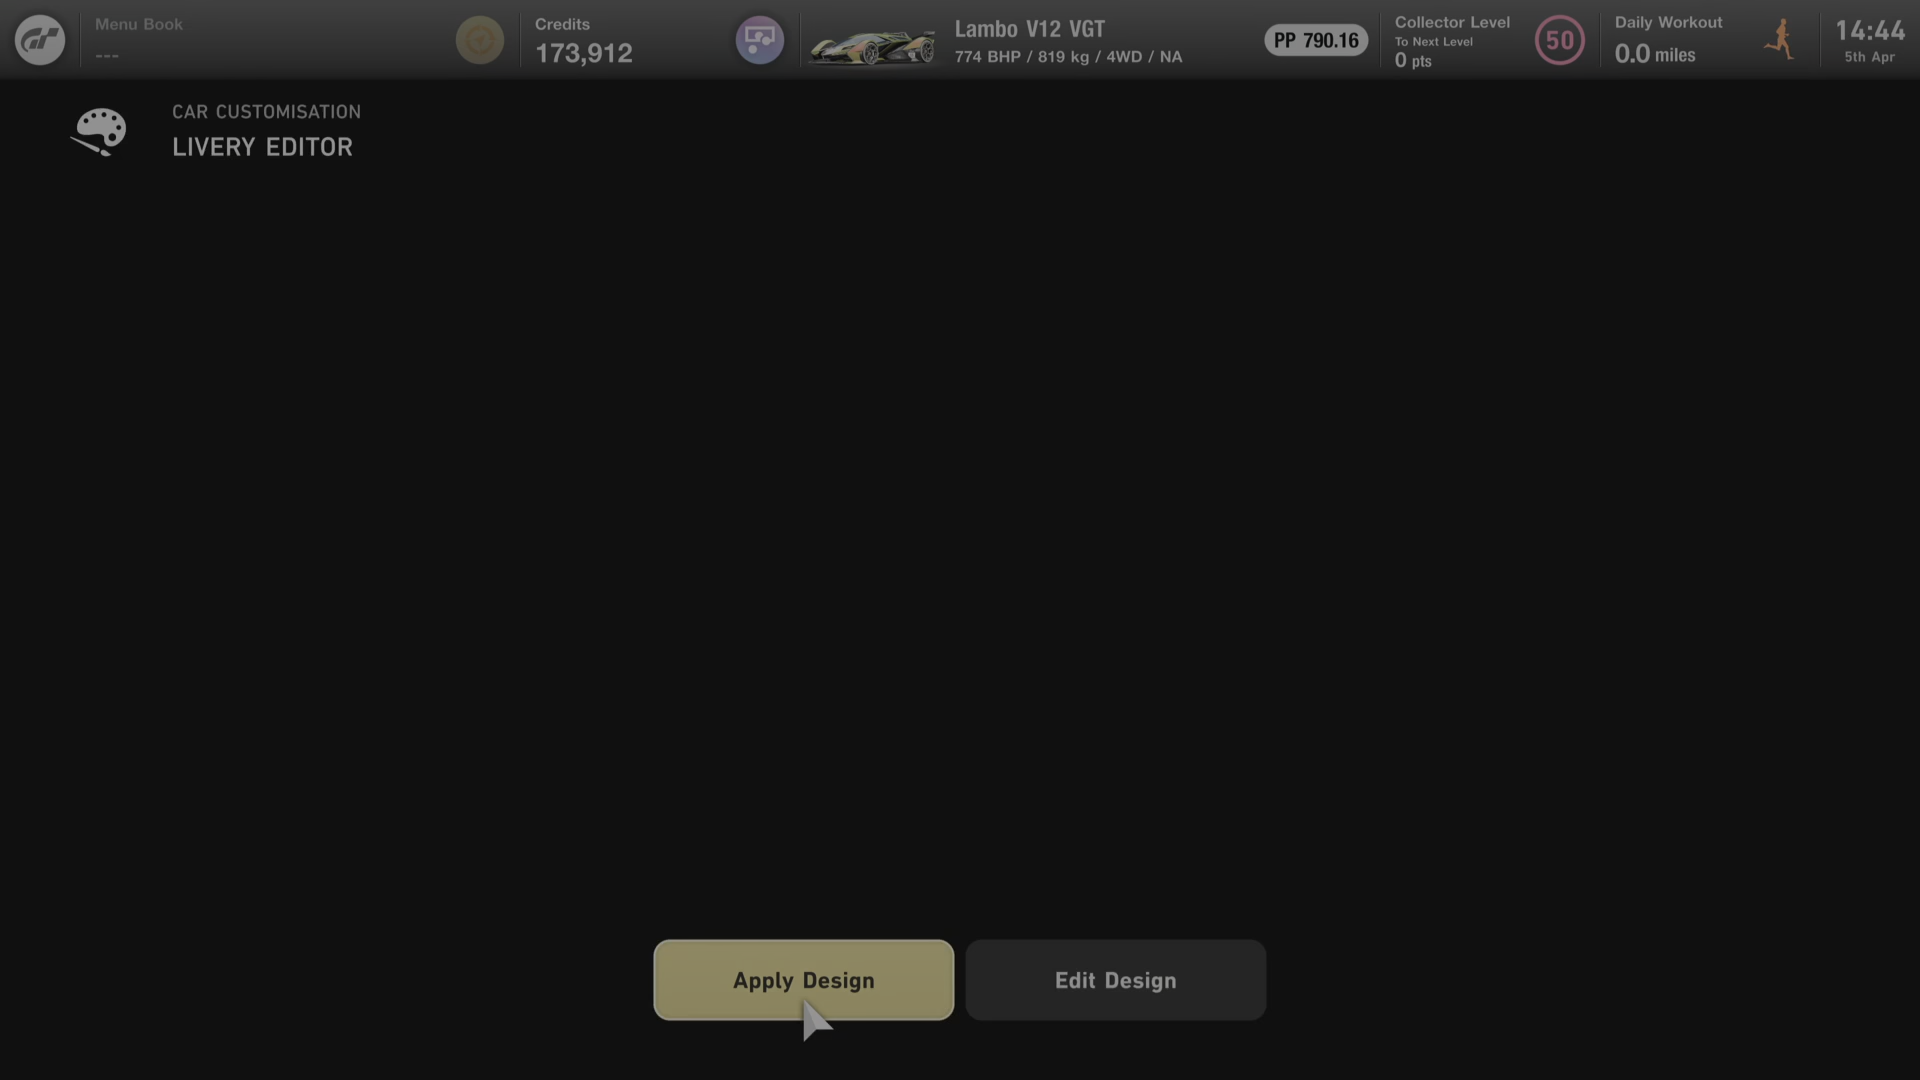 Menu Book
---
Credits
173,912
Lambo V12 VGT
774 BHP / 819 kg / 4WD / NA
PP 790.16
Collector Level
To Next Level
0 pts
50
Daily Workout
0.0 miles
14:44
5th Apr
CAR CUSTOMISATION
LIVERY EDITOR
Apply Design
Edit Design